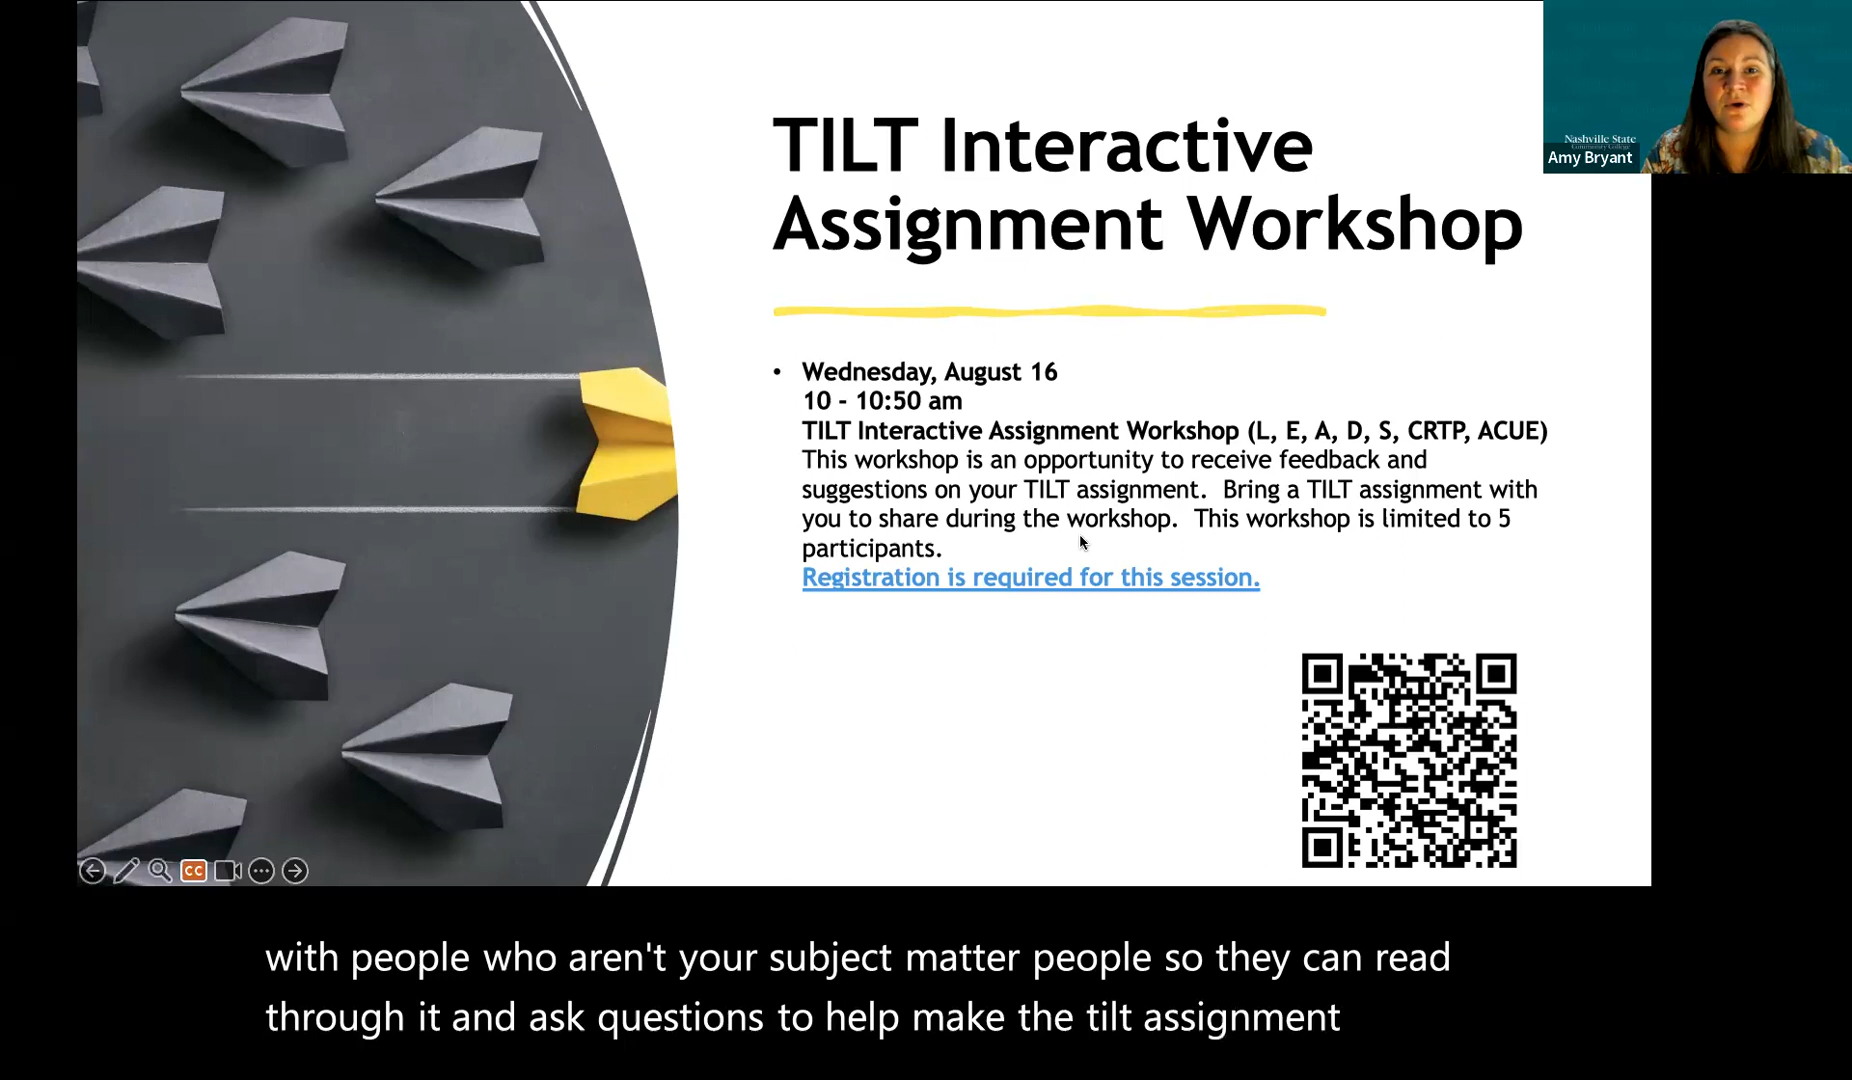 TILT Interactive
Assignment Workshop
Nashville State
Community College
Amy Bryant
• Wednesday, August 16
10 - 10:50 am
TILT Interactive Assignment Workshop (L, E, A, D, S, CRTP, ACUE)
This workshop is an opportunity to receive feedback and
suggestions on your TILT assignment.  Bring a TILT assignment with
you to share during the workshop.  This workshop is limited to 5
participants.
Registration is required for this session.
CC
with people who aren't your subject matter people so they can read
through it and ask questions to help make the tilt assignment